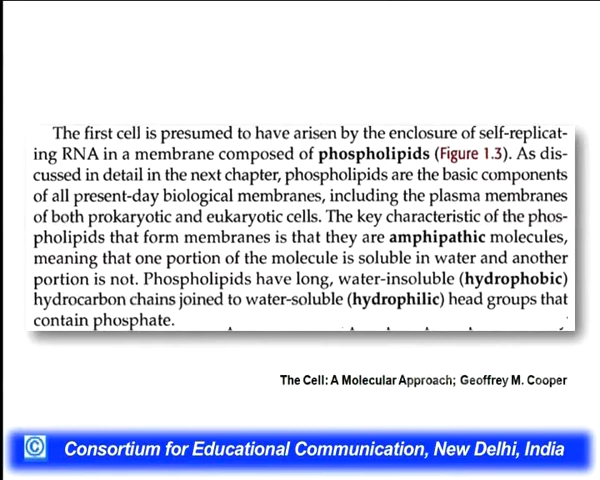 The first cell is presumed to have arisen by the enclosure of self-replicat-
ing RNA in a membrane composed of phospholipids (Figure 1.3). As dis-
cussed in detail in the next chapter, phospholipids are the basic components
of all present-day biological membranes, including the plasma membranes
of both prokaryotic and eukaryotic cells. The key characteristic of the phos-
pholipids that form membranes is that they are amphipathic molecules,
meaning that one portion of the molecule is soluble in water and another
portion is not. Phospholipids have long, water-insoluble (hydrophobic)
hydrocarbon chains joined to water-soluble (hydrophilic) head groups that
contain phosphate.
The Cell: A Molecular Approach; Geoffrey M. Cooper
© Consortium for Educational Communication, New Delhi, India